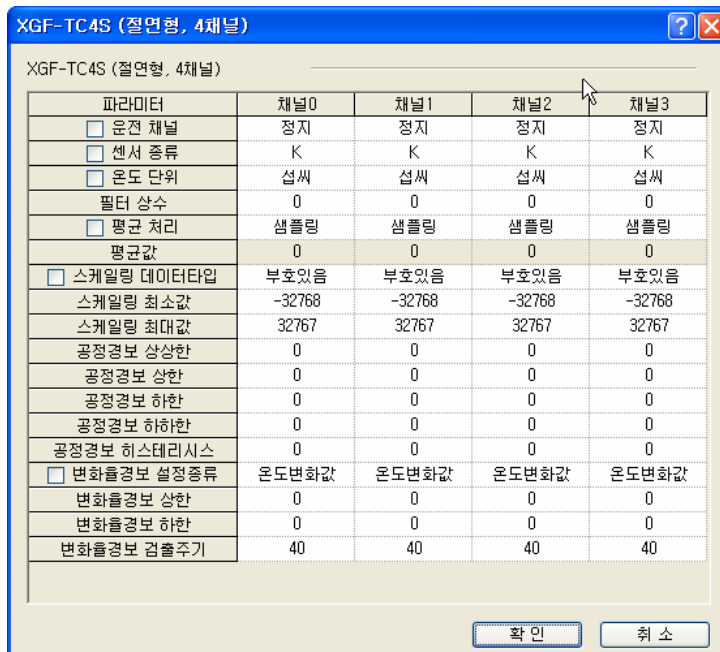 XGF-TC4S (절연형, 4채널)
XGF-TC4S (절연형, 4채널)
파라미터 채널0 채널1 채널2 채널3
운전 채널 정지 정지 정지 정지
센서 종류 K K K K
온도 단위 섭씨 섭씨 섭씨 섭씨
필터 상수 0 0 0 0
평균 처리 샘플링 샘플링 샘플링 샘플링
평균값 0 0 0 0
스케일링 데이터타입 부호있음 부호있음 부호있음 부호있음
스케일링 최소값 -32768 -32768 -32768 -32768
스케일링 최대값 32767 32767 32767 32767
공정경보 상상한 0 0 0 0
공정경보 상한 0 0 0 0
공정경보 하한 0 0 0 0
공정경보 하하한 0 0 0 0
공정경보 히스테리시스 0 0 0 0
변화율경보 설정종류 온도변화값 온도변화값 온도변화값 온도변화값
변화율경보 상한 0 0 0 0
변화율경보 하한 0 0 0 0
변화율경보 검출주기 40 40 40 40
확인 취소